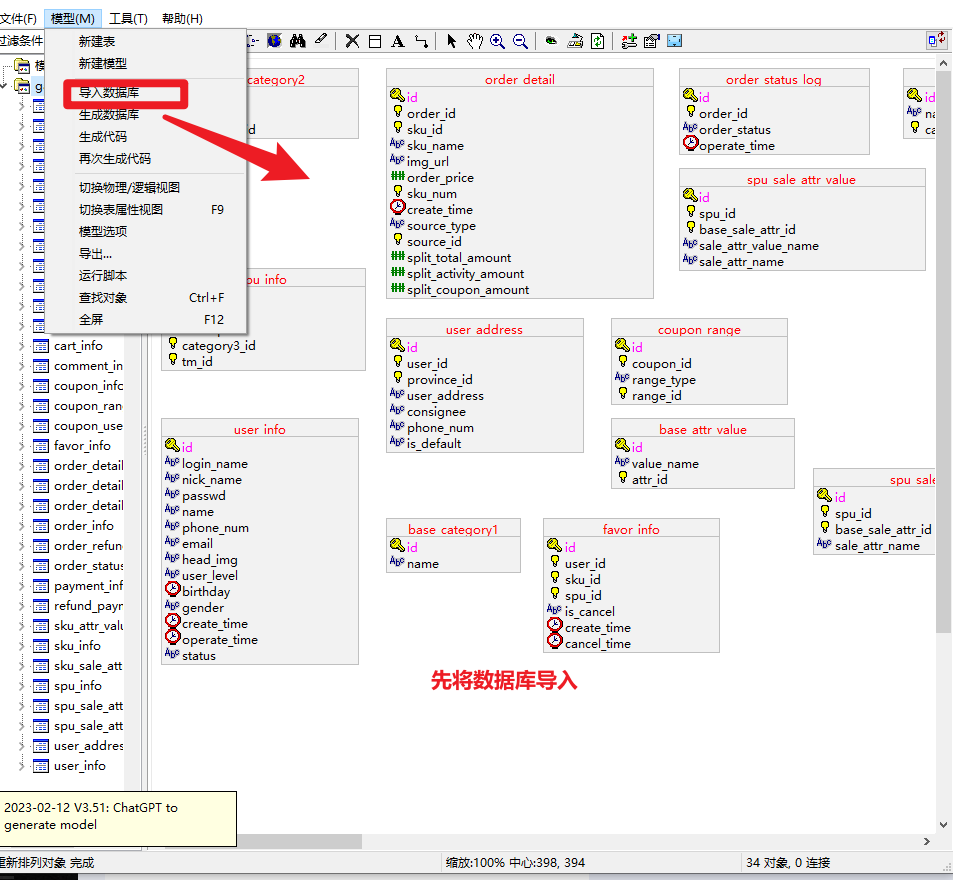 文件(F) 模型(M) 工具(T) 帮助(H)
过滤条件
新建表
新建模型
导入数据库
生成数据库
生成代码
再次生成代码
切换物理/逻辑视图
切换表属性视图 F9
模型选项
导出...
运行脚本
查找对象 Ctrl+F
全屏 F12
模
g
cart_info
comment_in
coupon_info
coupon_ran
coupon_use
favor_info
order_detail
order_detail
order_detail
order_info
order_refun
order_status
payment_inf
refund_payr
sku_attr_valu
sku_info
sku_sale_att
spu_info
spu_sale_att
spu_sale_att
user_addres
user_info
category2
d
pu info
category3_id
tm_id
user info
id
login_name
nick_name
passwd
name
phone_num
email
head_img
user_level
birthday
gender
create_time
operate_time
status
order detail
id
order_id
sku_id
sku_name
img_url
order_price
sku_num
create_time
source_type
source_id
split_total_amount
split_activity_amount
split_coupon_amount
user address
id
user_id
province_id
user_address
consignee
phone_num
is_default
base category1
id
name
order status log
id
order_id
order_status
operate_time
id
na
ca
spu sale attr value
id
spu_id
base_sale_attr_id
sale_attr_value_name
sale_attr_name
coupon range
id
coupon_id
range_type
range_id
base attr value
id
value_name
attr_id
spu sale
id
spu_id
base_sale_attr_id
sale_attr_name
favor info
id
user_id
sku_id
spu_id
is_cancel
create_time
cancel_time
先将数据库导入
2023-02-12 V3.51: ChatGPT to
generate model
重新排列对象 完成
缩放:100% 中心:398, 394
34 对象, 0 连接